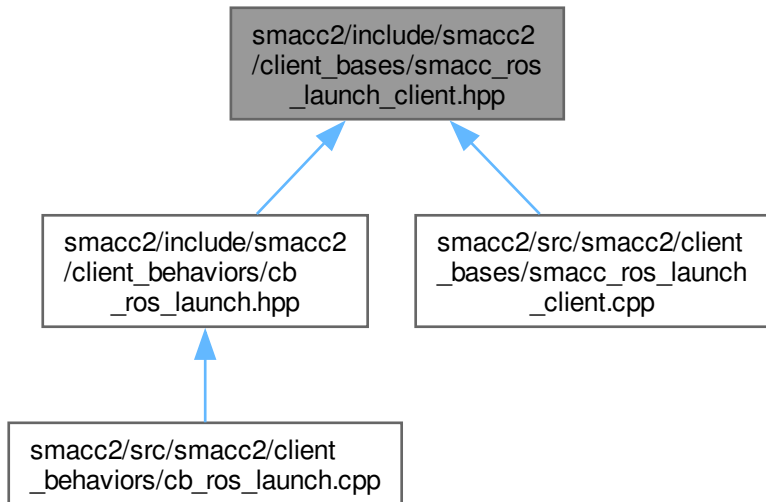 smacc2/include/smacc2
/client_bases/smacc_ros
_launch_client.hpp
smacc2/include/smacc2
/client_behaviors/cb
_ros_launch.hpp
smacc2/src/smacc2/client
_bases/smacc_ros_launch
_client.cpp
smacc2/src/smacc2/client
_behaviors/cb_ros_launch.cpp